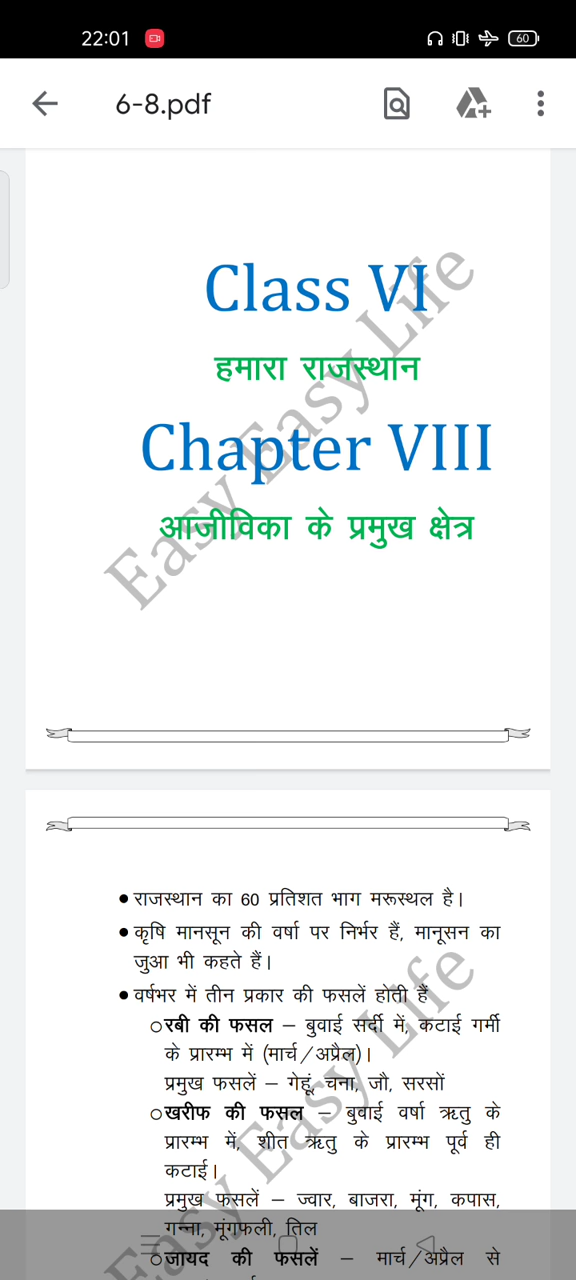 22:01
60
6-8.pdf
Class VI
हमारा राजस्थान
Chapter VIII
आजीविका के प्रमुख क्षेत्र
Easy Easy Life
• राजस्थान का 60 प्रतिशत भाग मरूस्थल है।
• कृषि मानसून की वर्षा पर निर्भर हैं, मानूसन का
जुआ भी कहते हैं।
• वर्षभर में तीन प्रकार की फसलें होती हैं
○ रबी की फसल – बुवाई सर्दी में, कटाई गर्मी
के प्रारम्भ में (मार्च/अप्रैल)।
प्रमुख फसलें – गेहूं, चना, जौ, सरसों
○ खरीफ की फसल – बुवाई वर्षा ऋतु के
प्रारम्भ में, शीत ऋतु के प्रारम्भ पूर्व ही
कटाई।
प्रमुख फसलें – ज्वार, बाजरा, मूंग, कपास,
गन्ना, मूंगफली, तिल
○ जायद की फसलें – मार्च/अप्रैल से
Easy Easy Life